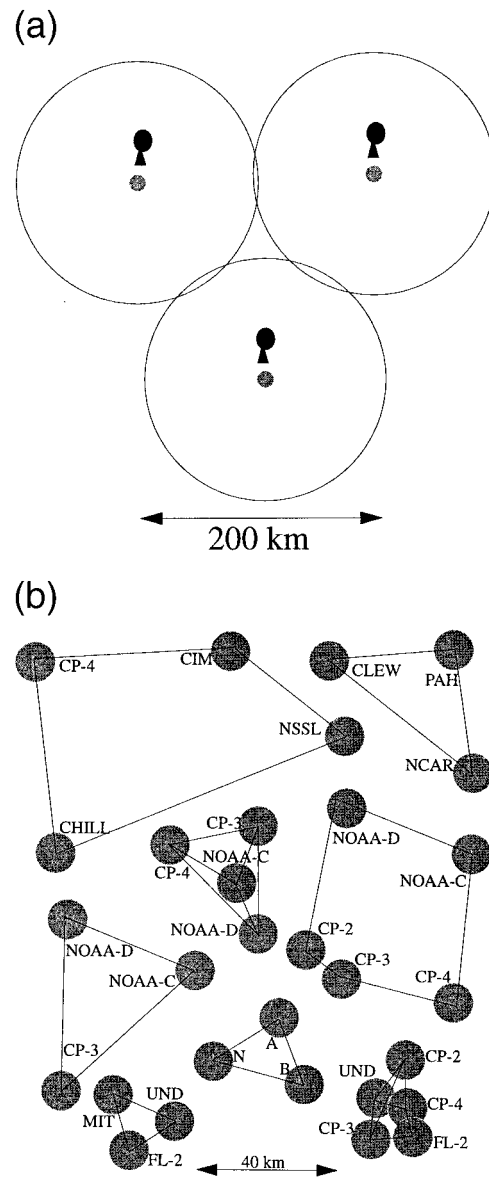 (a)
200 km
(b)
CP-4
CIM
CLEW
PAH
NSSL
NCAR
CHILL
CP-3
NOAA-C
CP-4
NOAA-D
NOAA-D
NOAA-C
CP-2
CP-3
CP-4
NOAA-D
NOAA-C
CP-3
A
N
B
MIT
UND
FL-2
CP-2
UND
CP-4
CP-3
FL-2
40 km